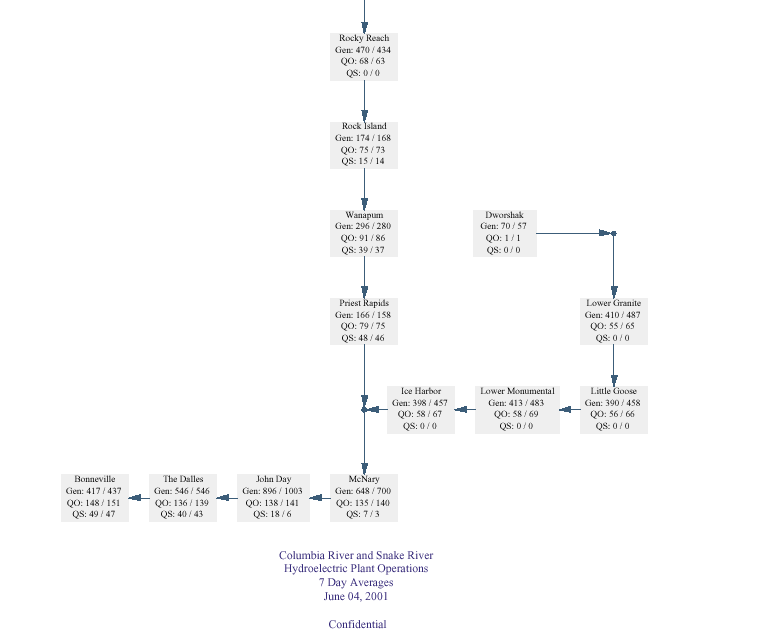 Rocky Reach
Gen: 470 / 434
QO: 68 / 63
QS: 0 / 0
Rock Island
Gen: 174 / 168
QO: 75 / 73
QS: 15 / 14
Wanapum
Gen: 296 / 280
QO: 91 / 86
QS: 39 / 37
Dworshak
Gen: 70 / 57
QO: 1 / 1
QS: 0 / 0
Priest Rapids
Gen: 166 / 158
QO: 79 / 75
QS: 48 / 46
Lower Granite
Gen: 410 / 487
QO: 55 / 65
QS: 0 / 0
Ice Harbor
Gen: 398 / 457
QO: 58 / 67
QS: 0 / 0
Lower Monumental
Gen: 413 / 483
QO: 58 / 69
QS: 0 / 0
Little Goose
Gen: 390 / 458
QO: 56 / 66
QS: 0 / 0
Bonneville
Gen: 417 / 437
QO: 148 / 151
QS: 49 / 47
The Dalles
Gen: 546 / 546
QO: 136 / 139
QS: 40 / 43
John Day
Gen: 896 / 1003
QO: 138 / 141
QS: 18 / 6
McNary
Gen: 648 / 700
QO: 135 / 140
QS: 7 / 3
Columbia River and Snake River
Hydroelectric Plant Operations
7 Day Averages
June 04, 2001
Confidential